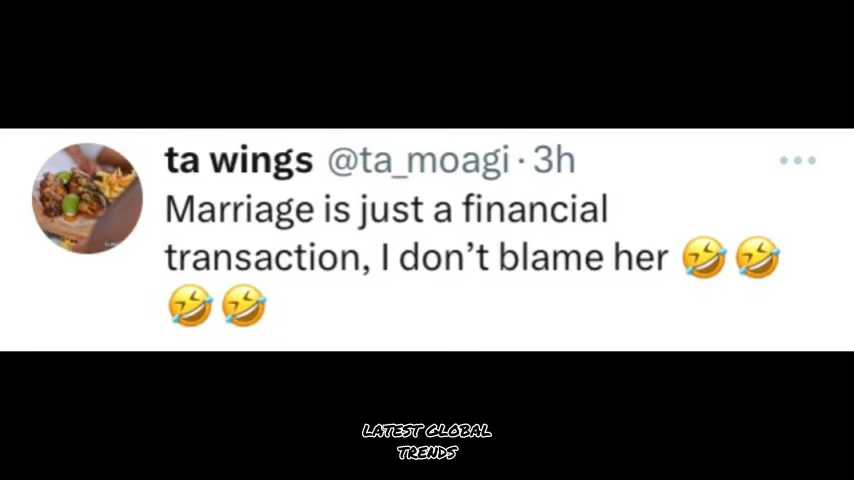 ta wings @ta_moagi · 3h
Marriage is just a financial
transaction, I don’t blame her 🤣🤣
🤣🤣
LATEST GLOBAL
TRENDS